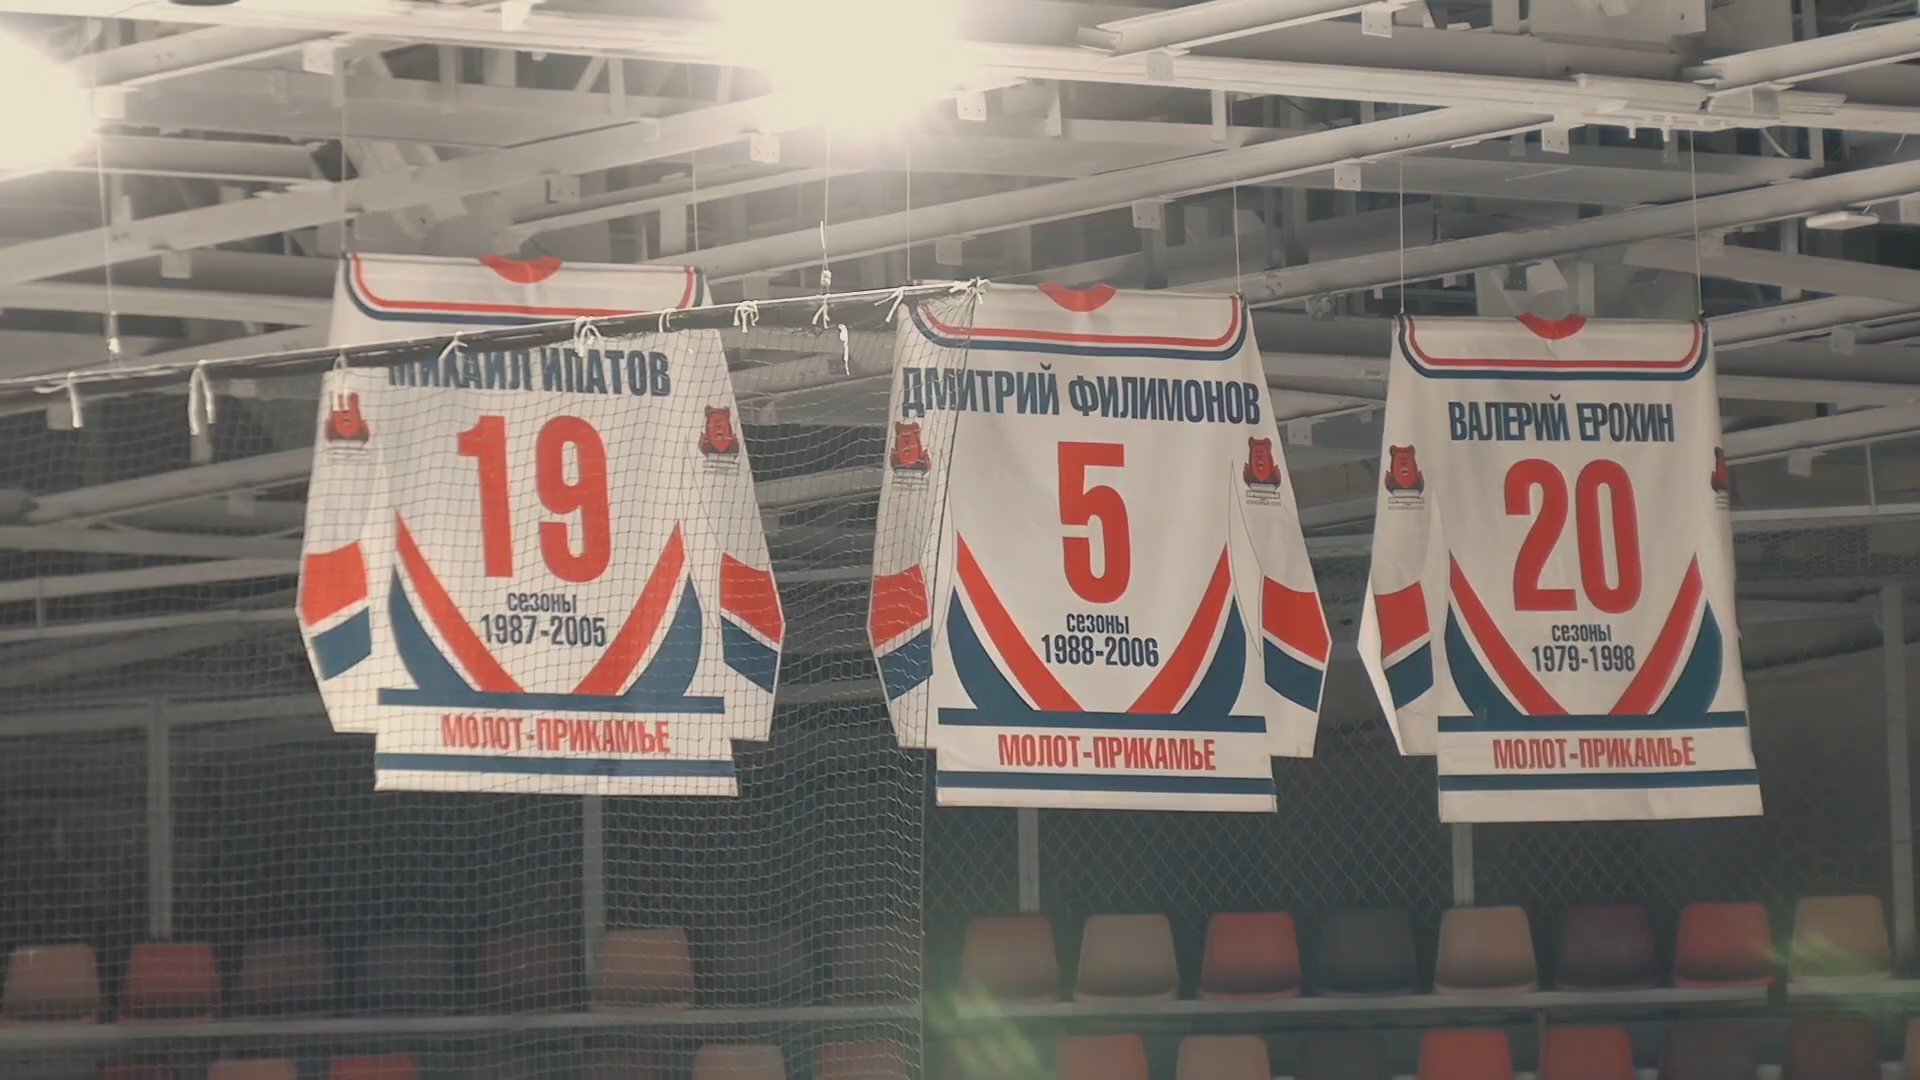 МИХАИЛ ИПАТОВ
19
сезоны
1987-2005
МОЛОТ-ПРИКАМЬЕ
ДМИТРИЙ ФИЛИМОНОВ
5
сезоны
1988-2006
МОЛОТ-ПРИКАМЬЕ
ВАЛЕРИЙ ЕРОХИН
20
сезоны
1979-1998
МОЛОТ-ПРИКАМЬЕ